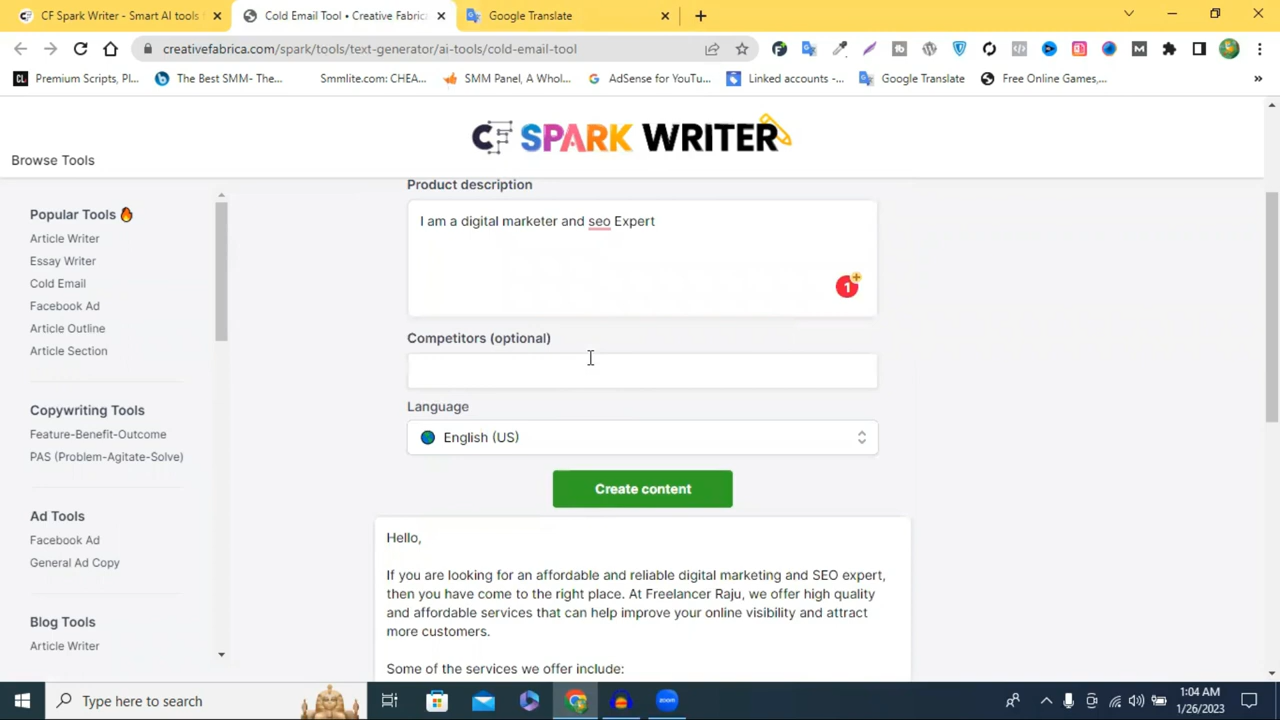 CF Spark Writer - Smart AI tools
Cold Email Tool • Creative Fabrica
Google Translate
creativefabrica.com/spark/tools/text-generator/ai-tools/cold-email-tool
CL Premium Scripts, Pl...
The Best SMM- The...
Smmlite.com: CHEA...
SMM Panel, A Whol...
AdSense for YouTu...
Linked accounts -...
Google Translate
Free Online Games,...
»
CF SPARK WRITER
Browse Tools
Popular Tools
Article Writer
Essay Writer
Cold Email
Facebook Ad
Article Outline
Article Section
Copywriting Tools
Feature-Benefit-Outcome
PAS (Problem-Agitate-Solve)
Ad Tools
Facebook Ad
General Ad Copy
Blog Tools
Article Writer
Product description
I am a digital marketer and seo Expert
1
Competitors (optional)
Language
English (US)
Create content
Hello,
If you are looking for an affordable and reliable digital marketing and SEO expert,
then you have come to the right place. At Freelancer Raju, we offer high quality
and affordable services that can help improve your online visibility and attract
more customers.
Some of the services we offer include:
Type here to search
zoom
1:04 AM
1/26/2023